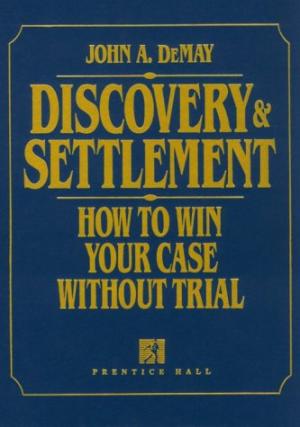 JOHN A. DEMAY
DISCOVERY &
SETTLEMENT
HOW TO WIN
YOUR CASE
WITHOUT TRIAL
PRENTICE HALL